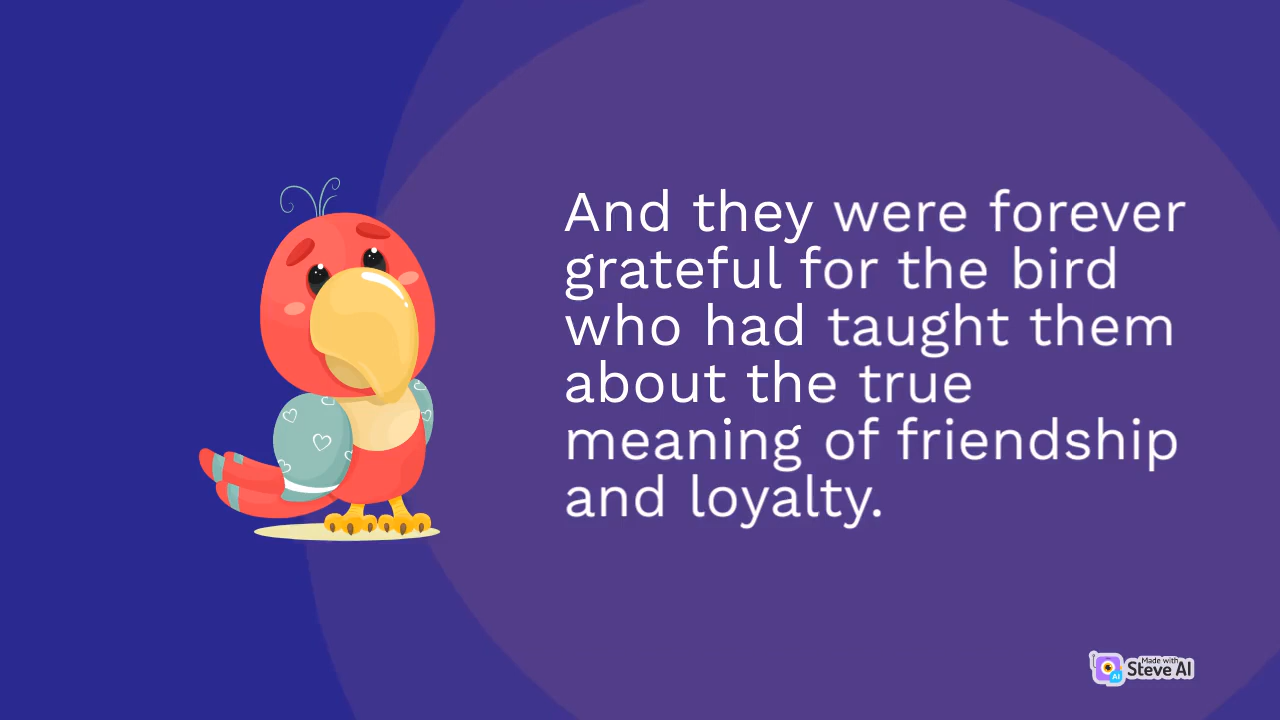 And they were forever
grateful for the bird
who had taught them
about the true
meaning of friendship
and loyalty.
Made with
Steve AI
AI